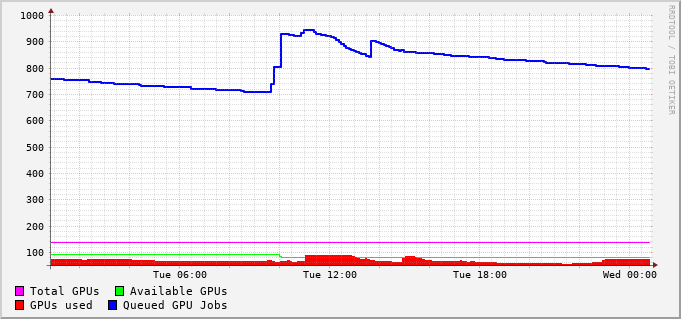 1000
900
800
700
600
500
400
300
200
100
Tue 06:00 Tue 12:00 Tue 18:00 Wed 00:00
Total GPUs Available GPUs
GPUs used Queued GPU Jobs
RRDTOOL / TOBI OETIKER